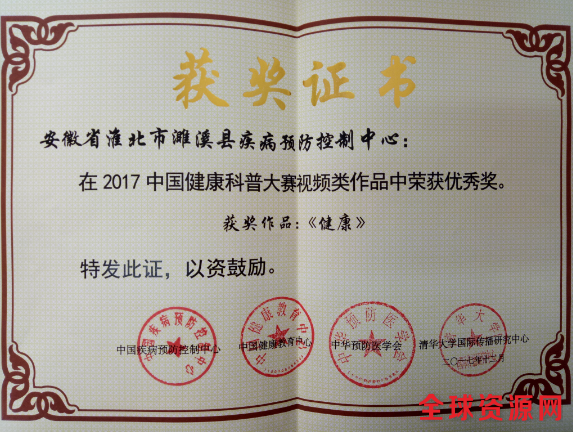 获奖证书
安徽省淮北市濉溪县疾病预防控制中心:
在2017中国健康科普大赛视频类作品中荣获优秀奖。
获奖作品:《健康》
特发此证,以资鼓励。
中国疾病预防控制中心
中国健康教育中心
中华预防医学会
清华大学国际传播研究中心
全球资源网